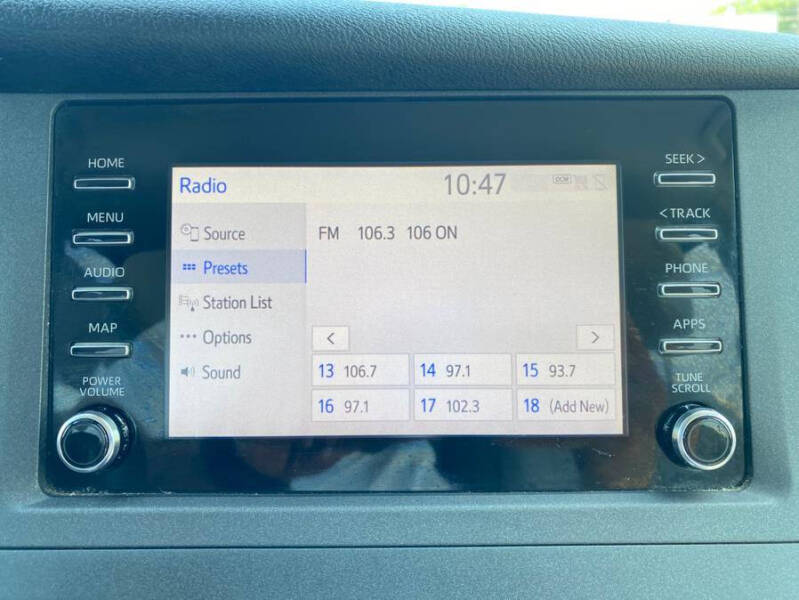 HOME
MENU
AUDIO
MAP
POWER
VOLUME
Radio
10:47
DCM
Source
Presets
Station List
Options
Sound
FM 106.3 106 ON
< >
13 106.7 14 97.1 15 93.7
16 97.1 17 102.3 18 (Add New)
SEEK >
< TRACK
PHONE
APPS
TUNE
SCROLL